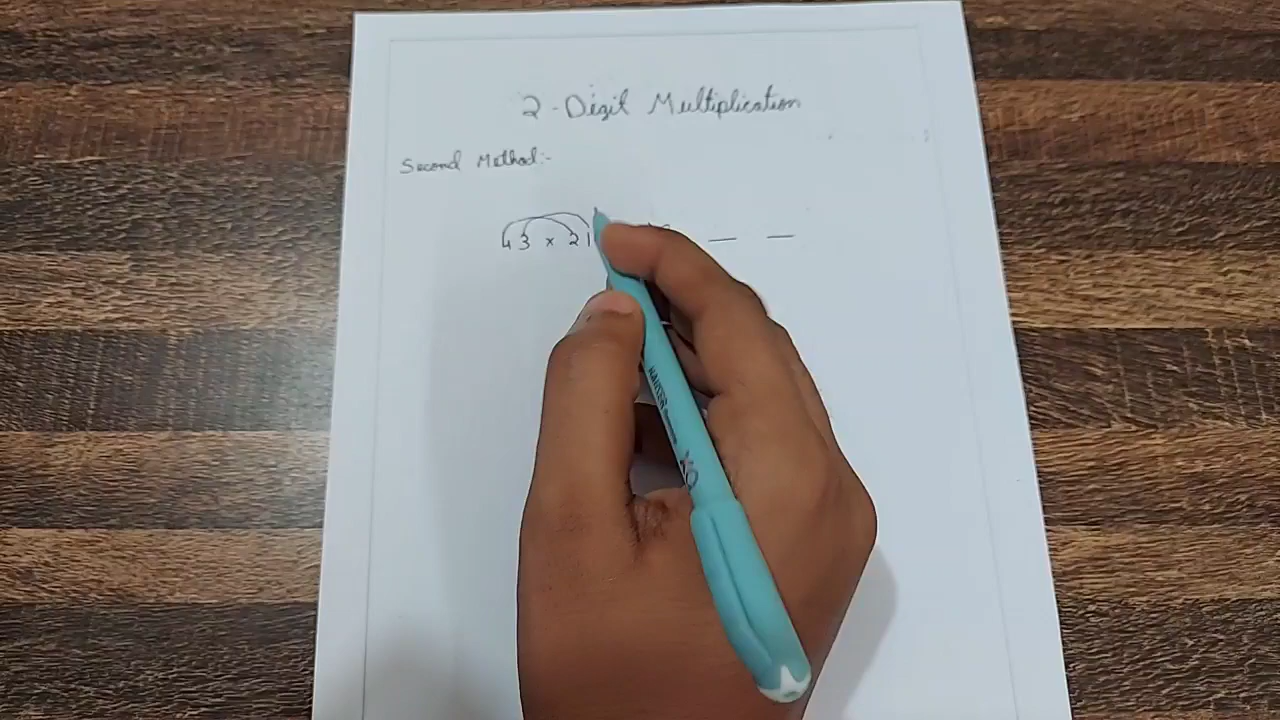 2-Digit Multiplication
Second Method:-
43 × 21